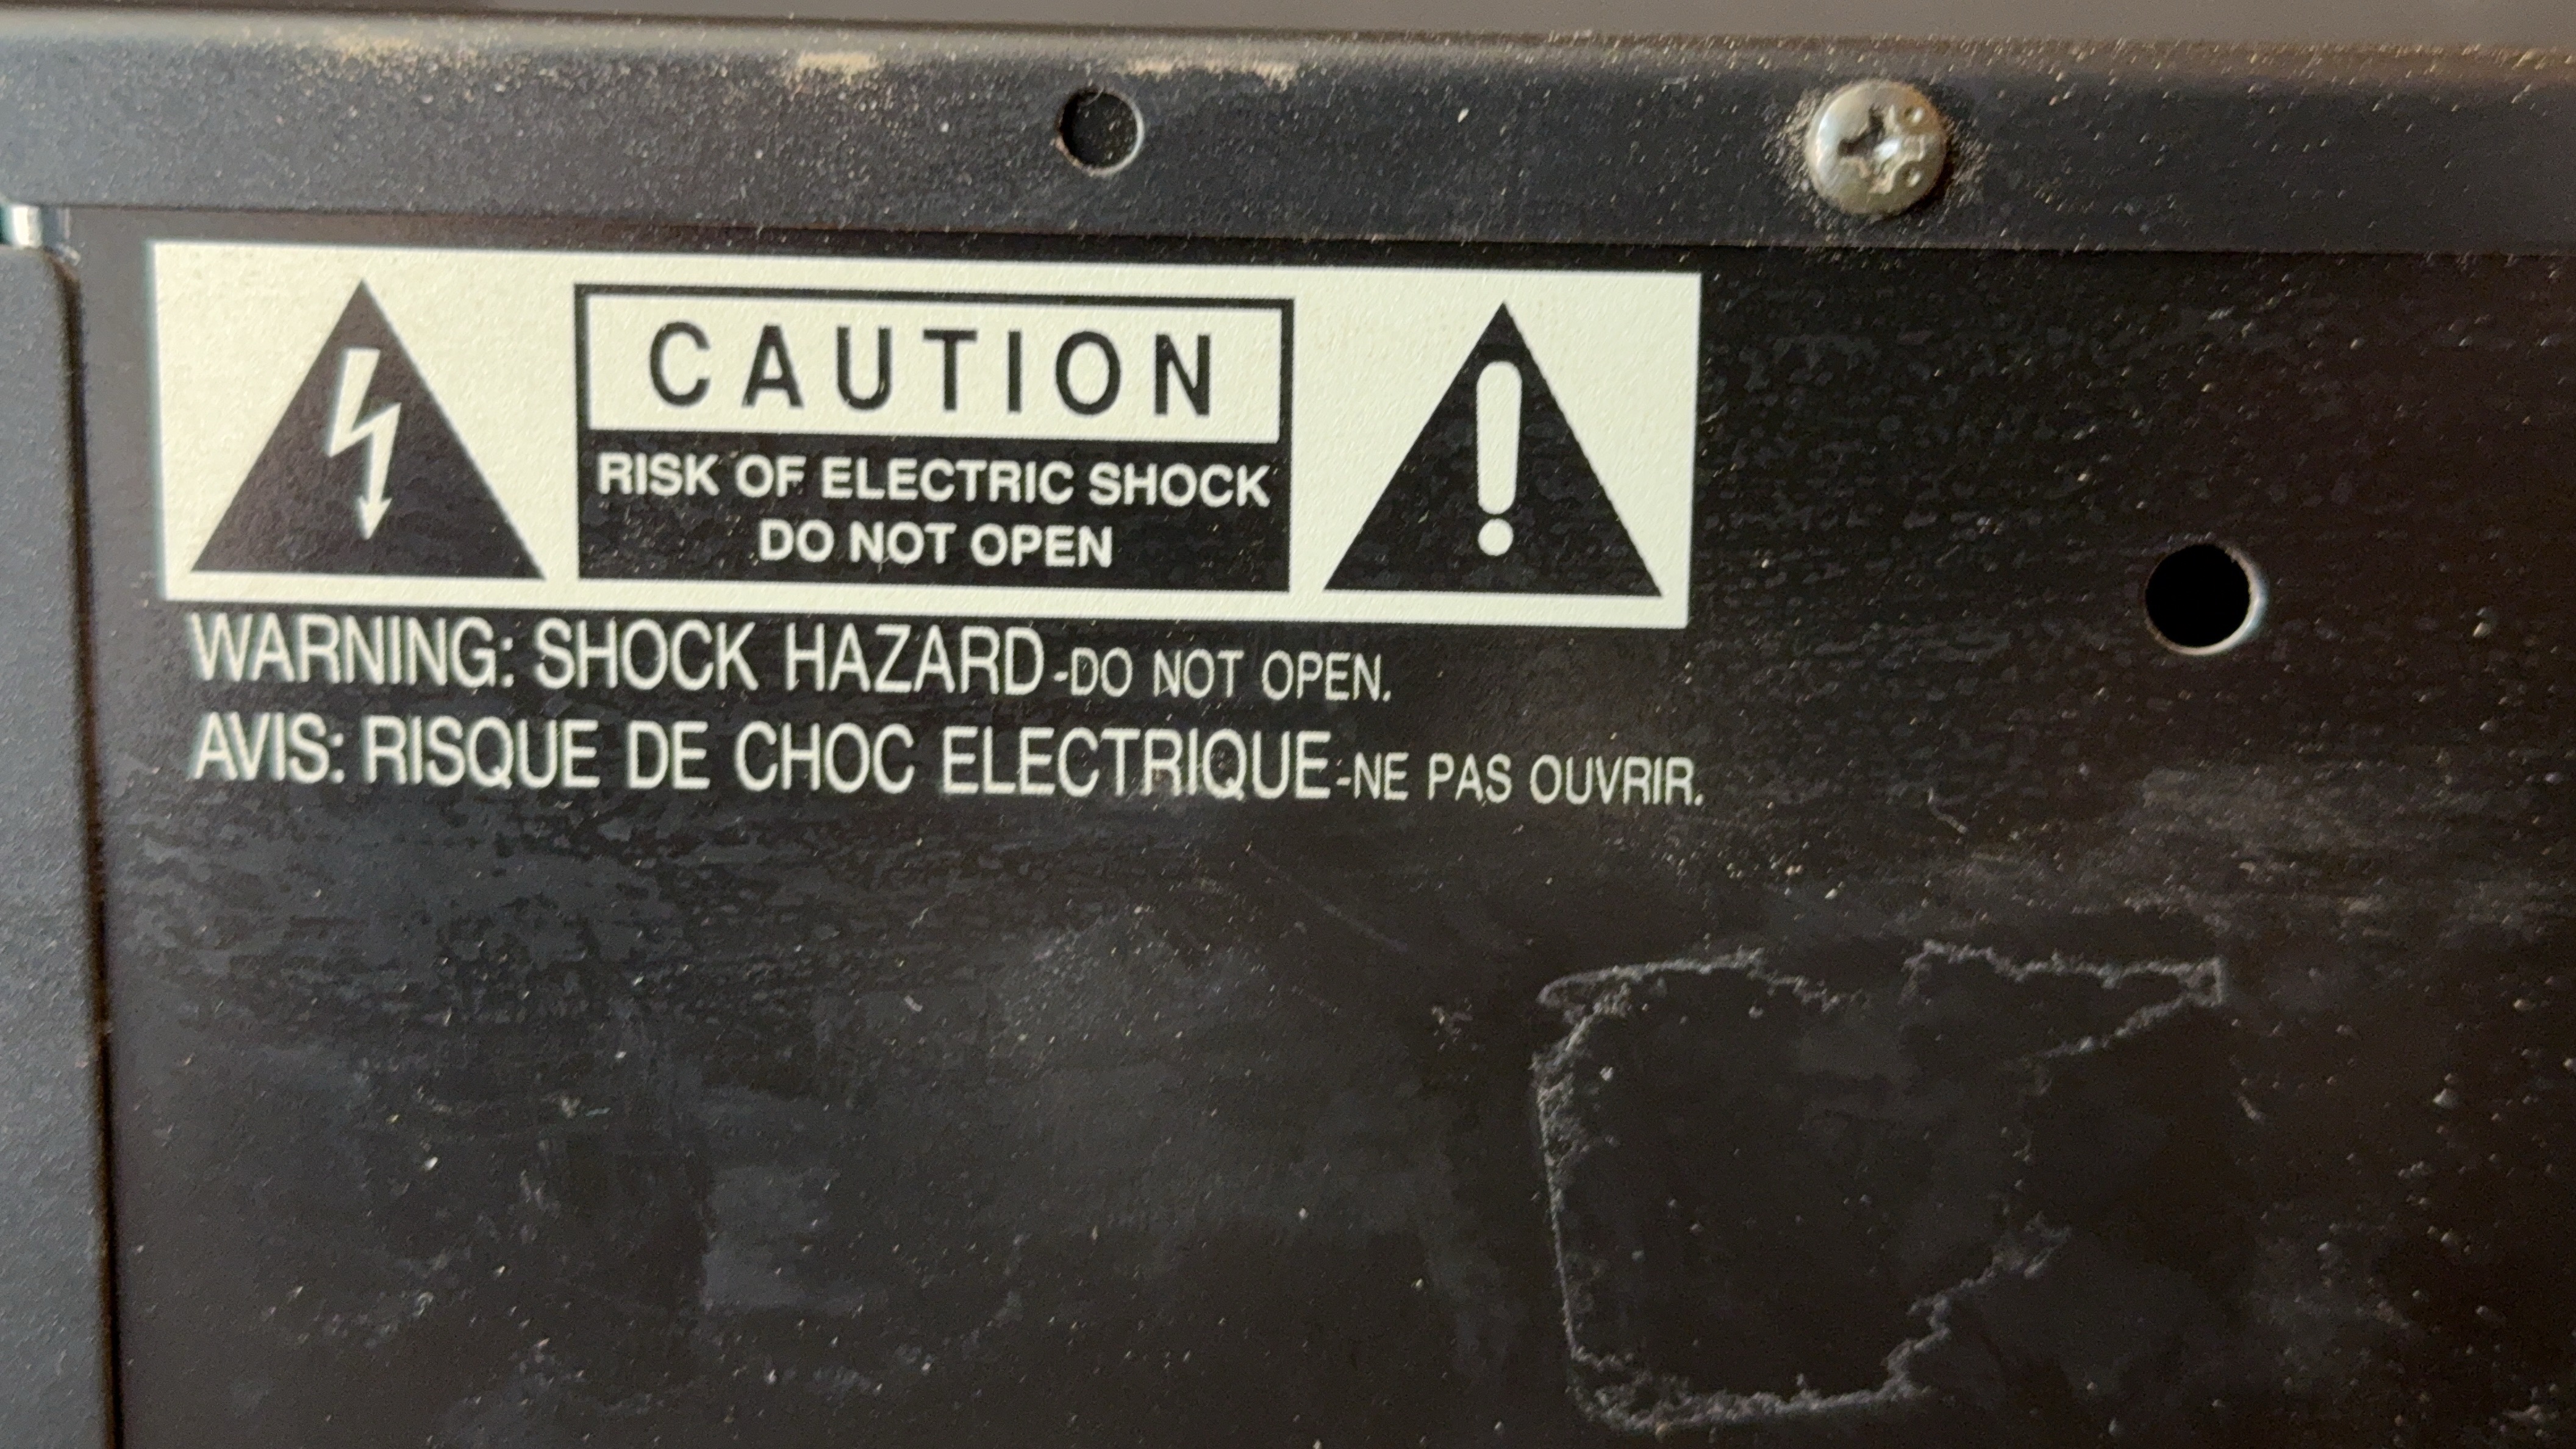 CAUTION
RISK OF ELECTRIC SHOCK
DO NOT OPEN
WARNING: SHOCK HAZARD-DO NOT OPEN.
AVIS: RISQUE DE CHOC ELECTRIQUE-NE PAS OUVRIR.